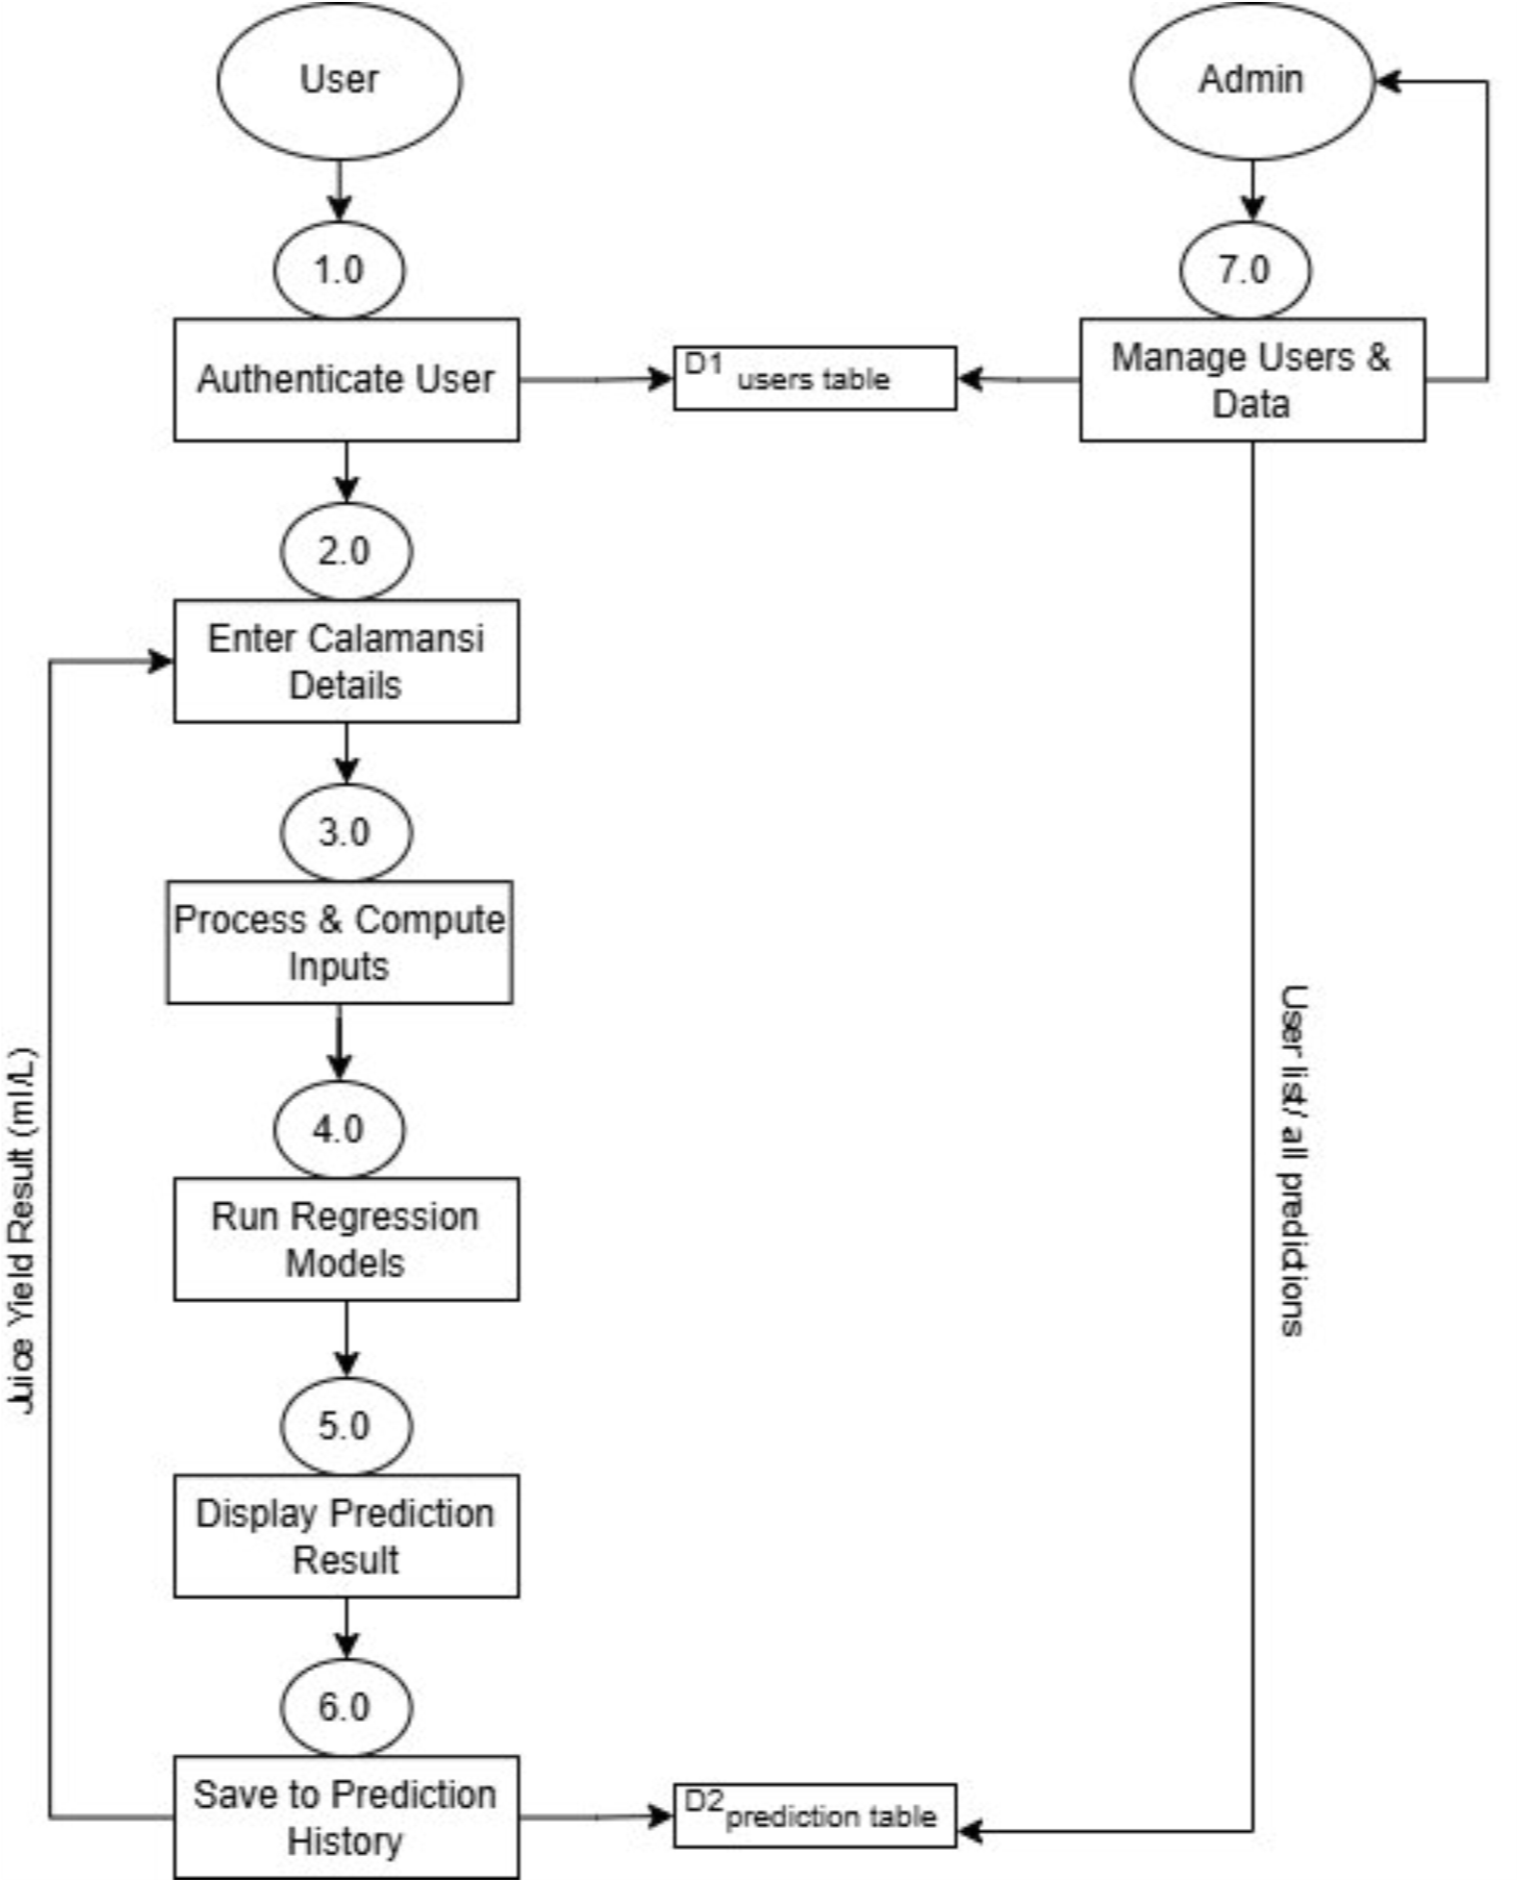 User
Admin
1.0
7.0
Authenticate User
D1
users table
Manage Users &
Data
2.0
Enter Calamansi
Details
3.0
Process & Compute
Inputs
4.0
Run Regression
Models
5.0
Display Prediction
Result
6.0
Save to Prediction
History
D2
prediction table
Juice Yield Result (ml/L)
User list/ all predictions